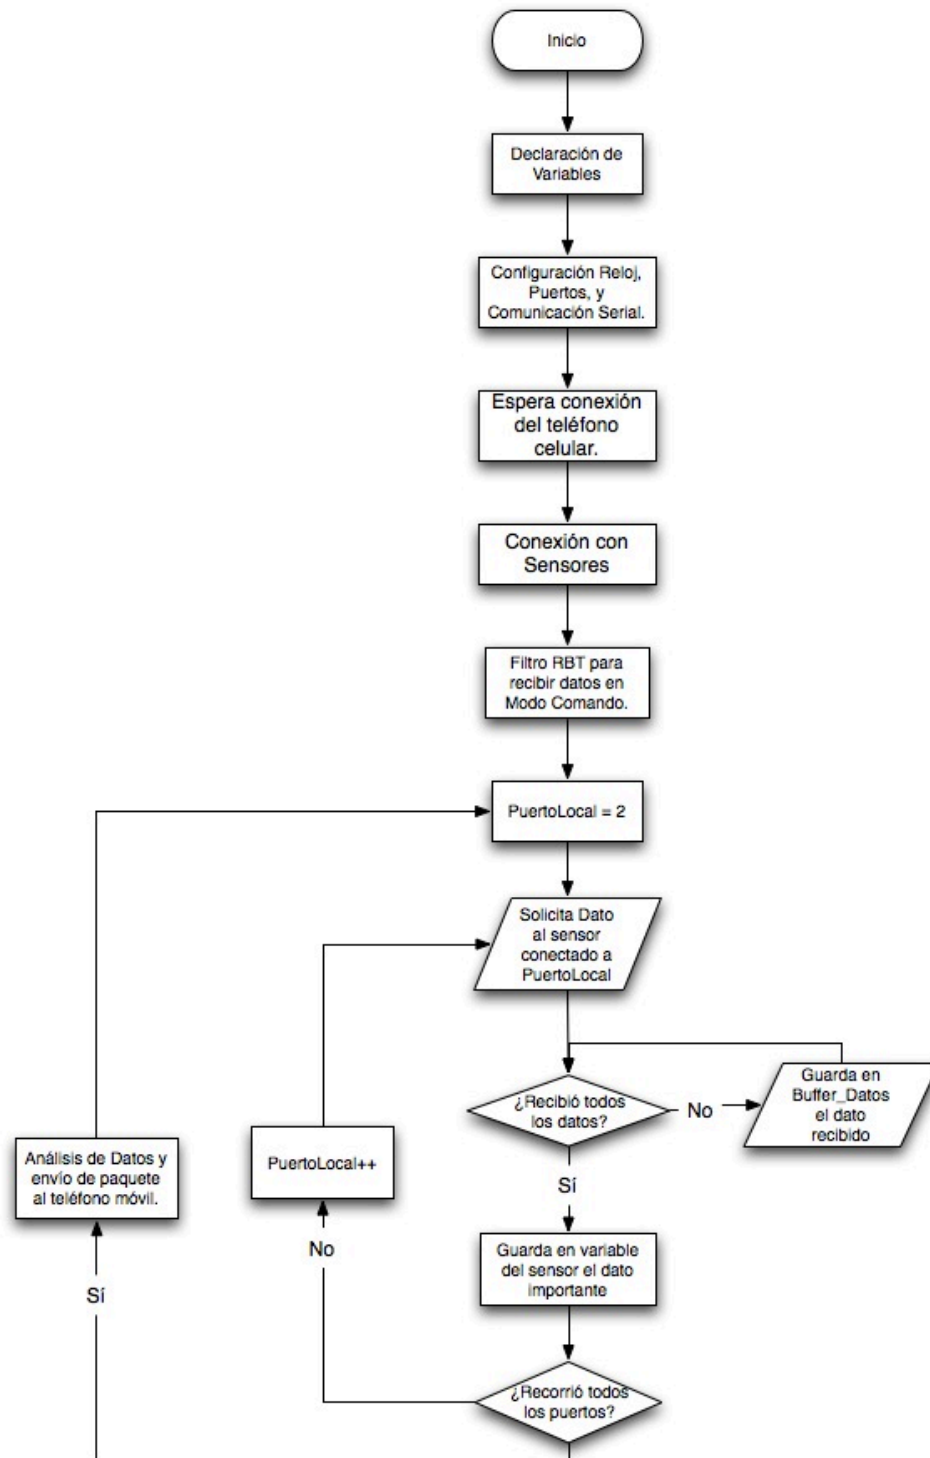 Inicio
Declaración de
Variables
Configuración Reloj,
Puertos, y
Comunicación Serial.
Espera conexión
del teléfono
celular.
Conexión con
Sensores
Filtro RBT para
recibir datos en
Modo Comando.
PuertoLocal = 2
Solicita Dato
al sensor
conectado a
PuertoLocal
¿Recibió todos
los datos?
No
Guarda en
Buffer_Datos
el dato
recibido
Sí
Guarda en variable
del sensor el dato
importante
¿Recorrió todos
los puertos?
No
PuertoLocal++
Sí
Análisis de Datos y
envío de paquete
al teléfono móvil.